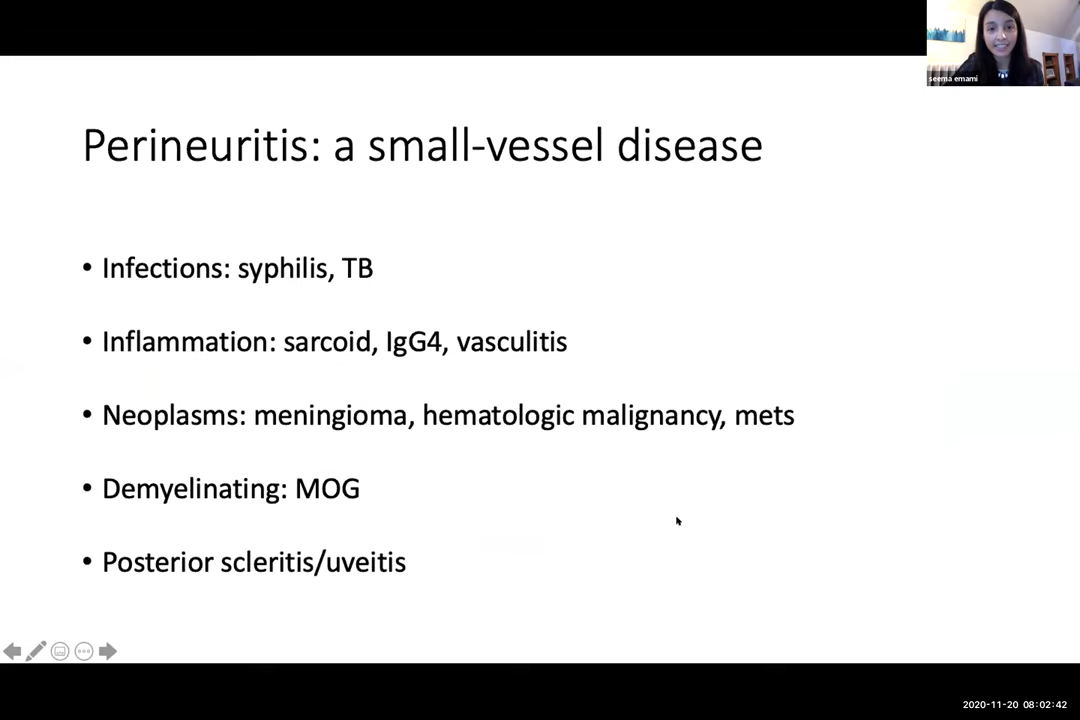 seema emami
Perineuritis: a small-vessel disease
• Infections: syphilis, TB
• Inflammation: sarcoid, IgG4, vasculitis
• Neoplasms: meningioma, hematologic malignancy, mets
• Demyelinating: MOG
• Posterior scleritis/uveitis
2020-11-20 08:02:42